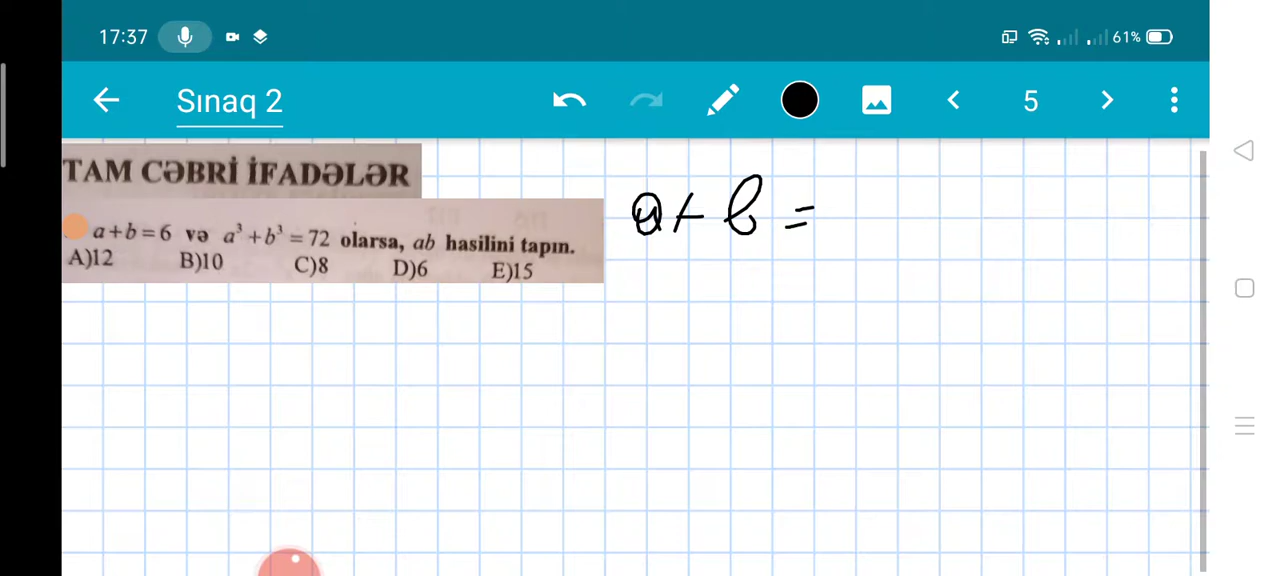 17:37 61%
Sınaq 2 5
TAM CƏBRİ İFADƏLƏR
a+b=6 və a³+b³=72 olarsa, ab hasilini tapın.
A)12 B)10 C)8 D)6 E)15
a + b =